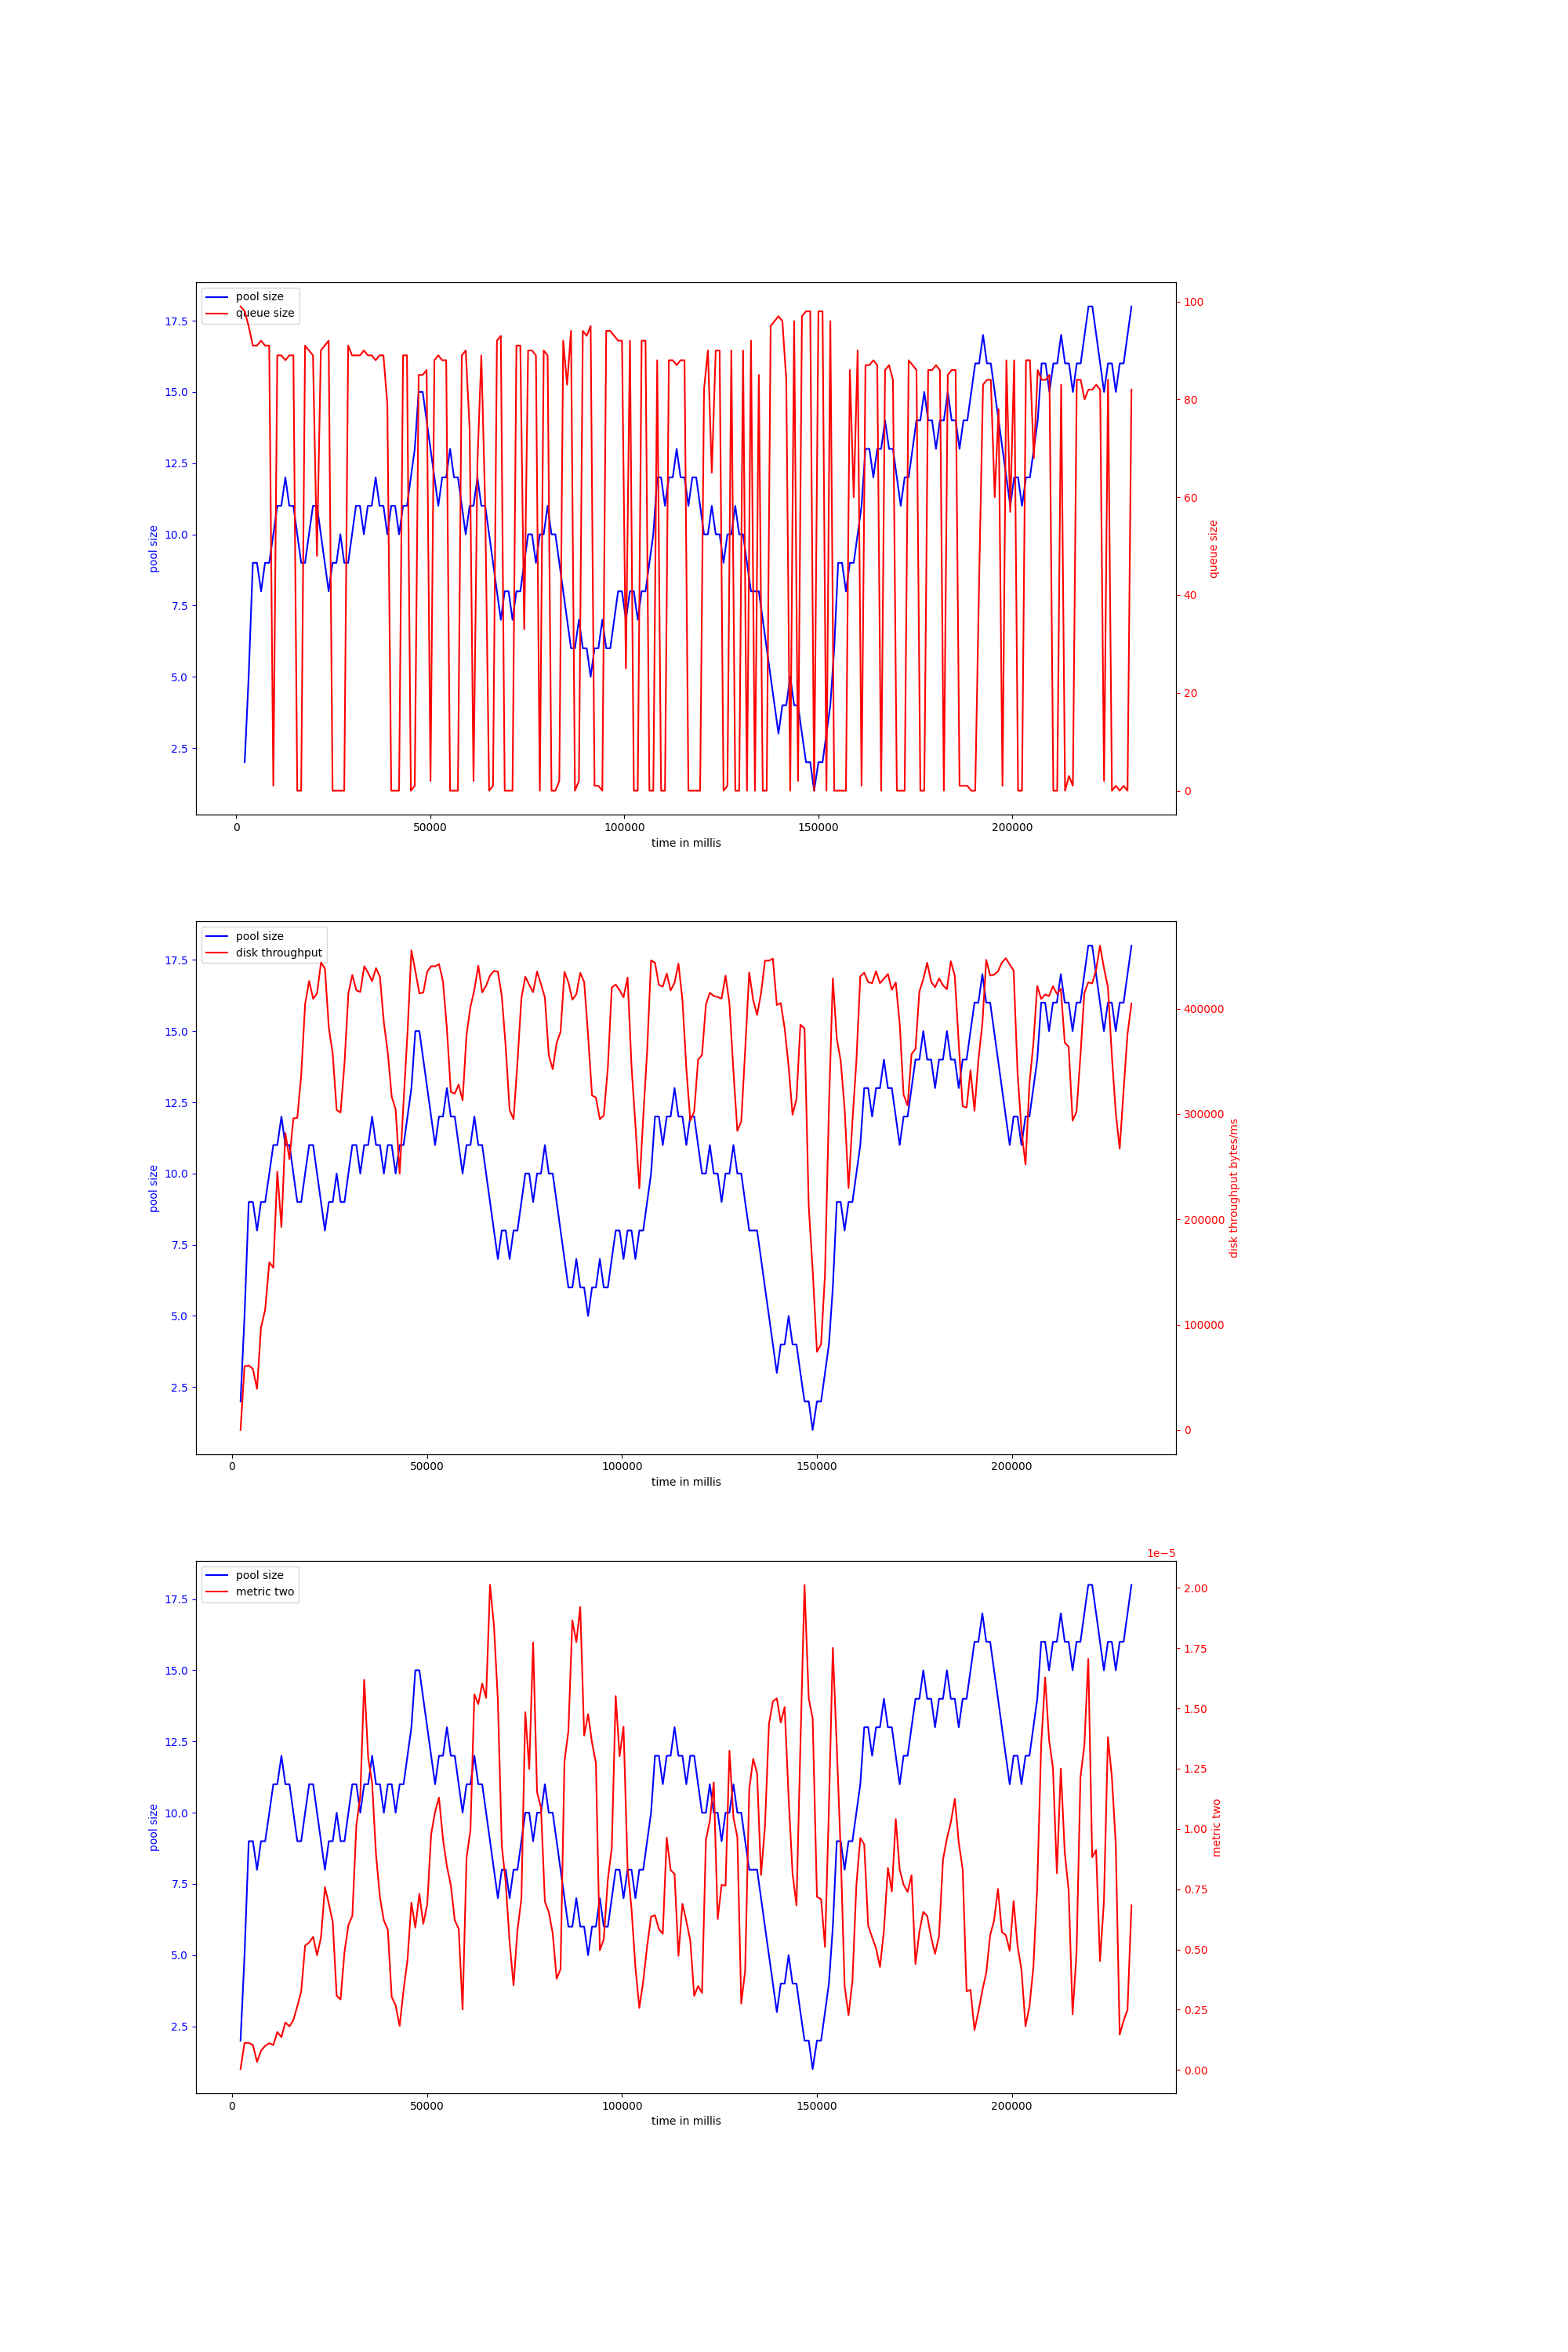 pool size
queue size
17.5
15.0
12.5
10.0
7.5
5.0
2.5
pool size
100
80
60
40
20
0
queue size
0 50000 100000 150000 200000
time in millis
pool size
disk throughput
17.5
15.0
12.5
10.0
7.5
5.0
2.5
pool size
400000
300000
200000
100000
0
disk throughput bytes/ms
0 50000 100000 150000 200000
time in millis
1e−5
pool size
metric two
17.5
15.0
12.5
10.0
7.5
5.0
2.5
pool size
2.00
1.75
1.50
1.25
1.00
0.75
0.50
0.25
0.00
metric two
0 50000 100000 150000 200000
time in millis